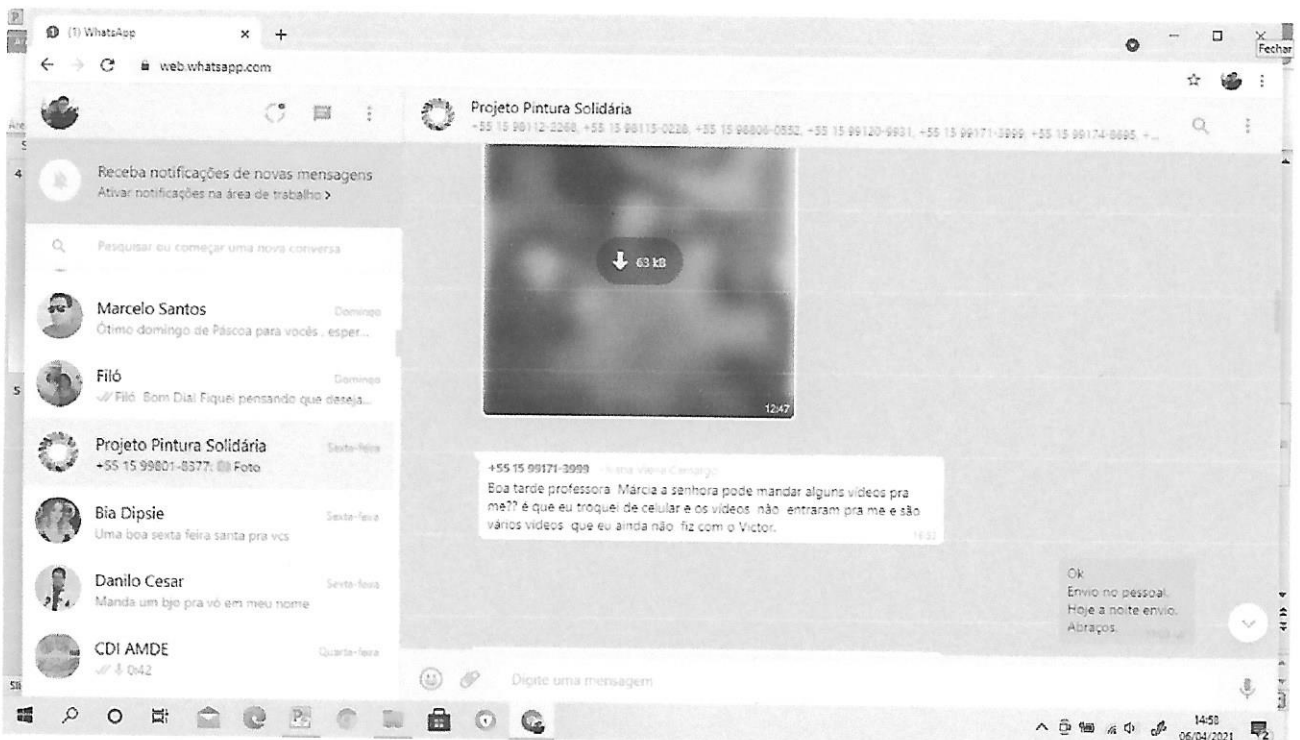 (1) WhatsApp
Fechar
web.whatsapp.com
Projeto Pintura Solidária
Receba notificações de novas mensagens
Ativar notificações na área de trabalho >
Pesquisar ou começar uma nova conversa
Marcelo Santos Domingo
Ótimo domingo de Páscoa para vocês , esper...
Filó Domingo
Filó Bom Dia! Fiquei pensando que deseja...
Projeto Pintura Solidária Sexta-feira
+55 15 99801-8377: Foto
Bia Dipsie Sexta-feira
Uma boa sexta feira santa pra vcs
Danilo Cesar Sexta-feira
Manda um bjo pra vó em meu nome
CDI AMDE Quarta-feira
0:42
4
5
63 kB
12:47
+55 15 99171-3999
Boa tarde professora Márcia a senhora pode mandar alguns vídeos pra
me?? é que eu troquei de celular e os vídeos não entraram pra me e são
vários vídeos que eu ainda não fiz com o Victor.
Ok
Envio no pessoal.
Hoje a noite envio.
Abraços.
Digite uma mensagem
14:58
06/04/2021